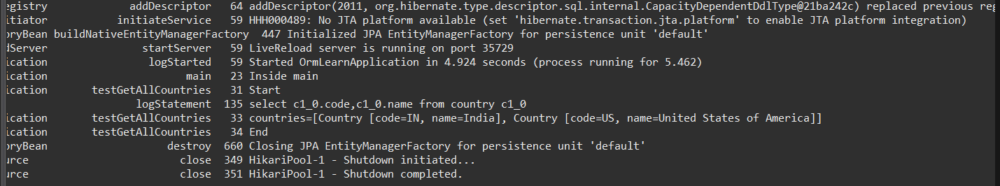 egistry addDescriptor 64 addDescriptor(2011, org.hibernate.type.descriptor.sql.internal.CapacityDependentDdlType@21ba242c) replaced previous reg
itiator initiateService 59 HHH000489: No JTA platform available (set 'hibernate.transaction.jta.platform' to enable JTA platform integration)
oryBean buildNativeEntityManagerFactory 447 Initialized JPA EntityManagerFactory for persistence unit 'default'
dServer startServer 59 LiveReload server is running on port 35729
ication logStarted 59 Started OrmLearnApplication in 4.924 seconds (process running for 5.462)
ication main 23 Inside main
ication testGetAllCountries 31 Start
logStatement 135 select c1_0.code,c1_0.name from country c1_0
ication testGetAllCountries 33 countries=[Country [code=IN, name=India], Country [code=US, name=United States of America]]
ication testGetAllCountries 34 End
oryBean destroy 660 Closing JPA EntityManagerFactory for persistence unit 'default'
urce close 349 HikariPool-1 - Shutdown initiated...
urce close 351 HikariPool-1 - Shutdown completed.